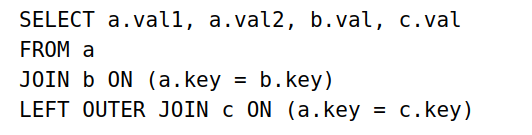 SELECT a.val1, a.val2, b.val, c.val
FROM a
JOIN b ON (a.key = b.key)
LEFT OUTER JOIN c ON (a.key = c.key)